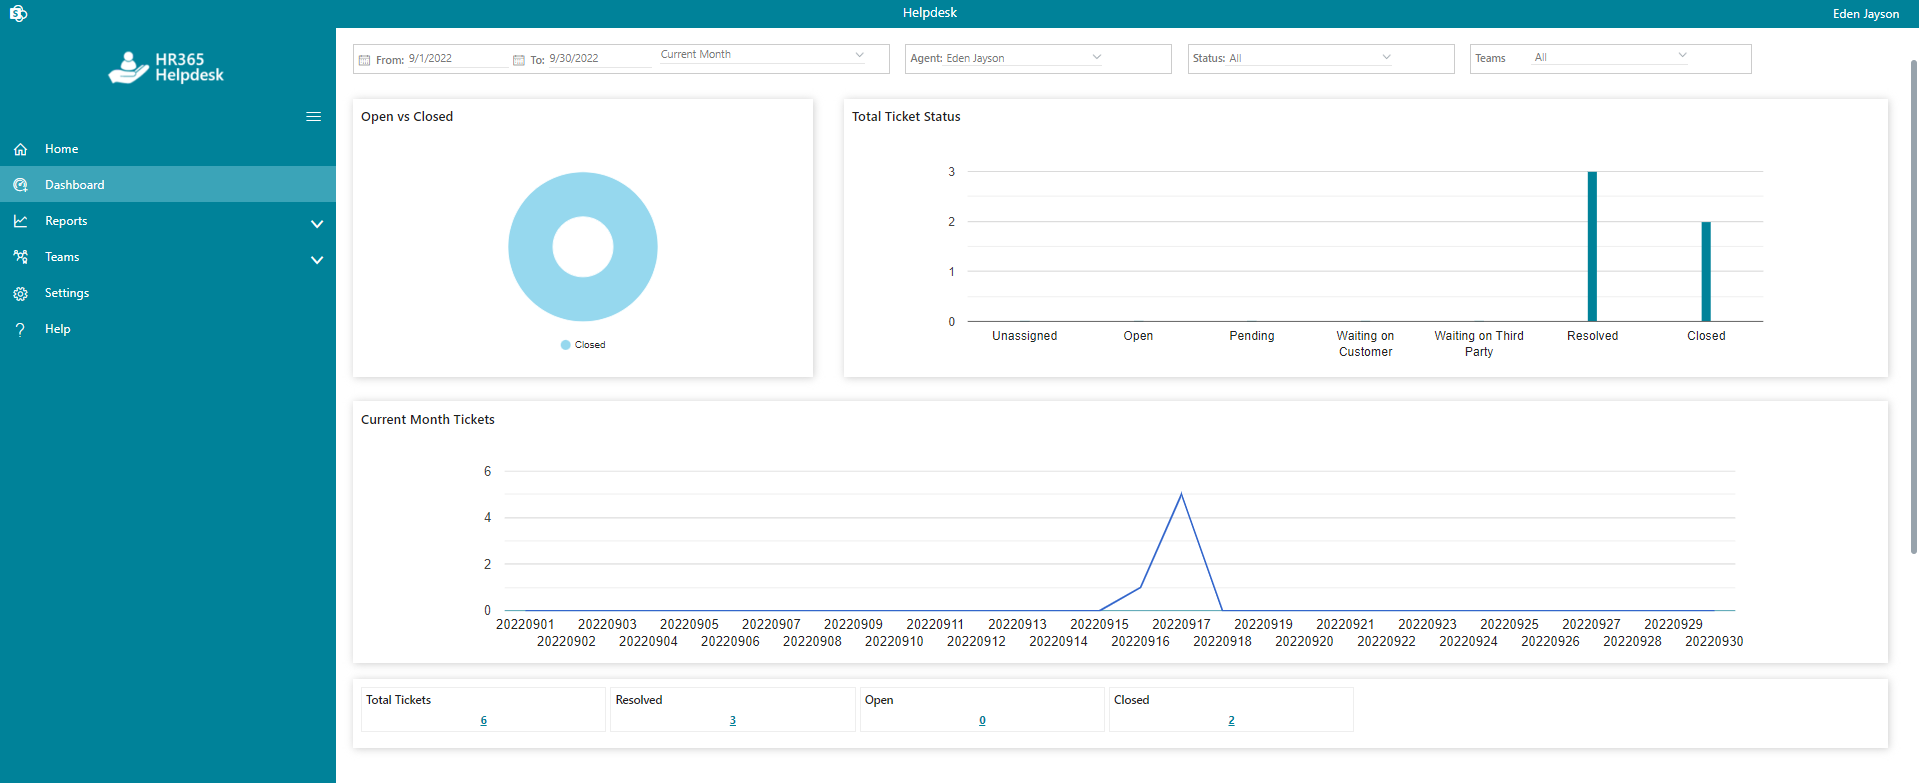 Helpdesk
Eden Jayson
HR365
Helpdesk
Home
Dashboard
Reports
Teams
Settings
? Help
From: 9/1/2022 To: 9/30/2022 Current Month
Agent: Eden Jayson
Status: All
Teams All
Open vs Closed
Closed
Total Ticket Status
3
2
1
0
Unassigned Open Pending Waiting on Customer Waiting on Third Party Resolved Closed
Current Month Tickets
6
4
2
0
20220901 20220903 20220905 20220907 20220909 20220911 20220913 20220915 20220917 20220919 20220921 20220923 20220925 20220927 20220929
20220902 20220904 20220906 20220908 20220910 20220912 20220914 20220916 20220918 20220920 20220922 20220924 20220926 20220928 20220930
Total Tickets Resolved Open Closed
6 3 0 2